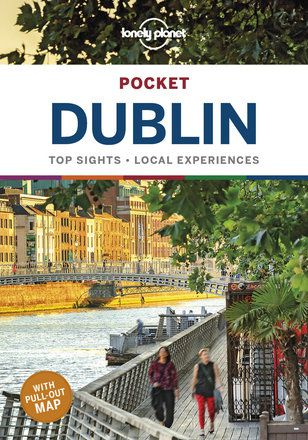 lonely planet
POCKET
DUBLIN
TOP SIGHTS • LOCAL EXPERIENCES
WITH
PULL-OUT
MAP